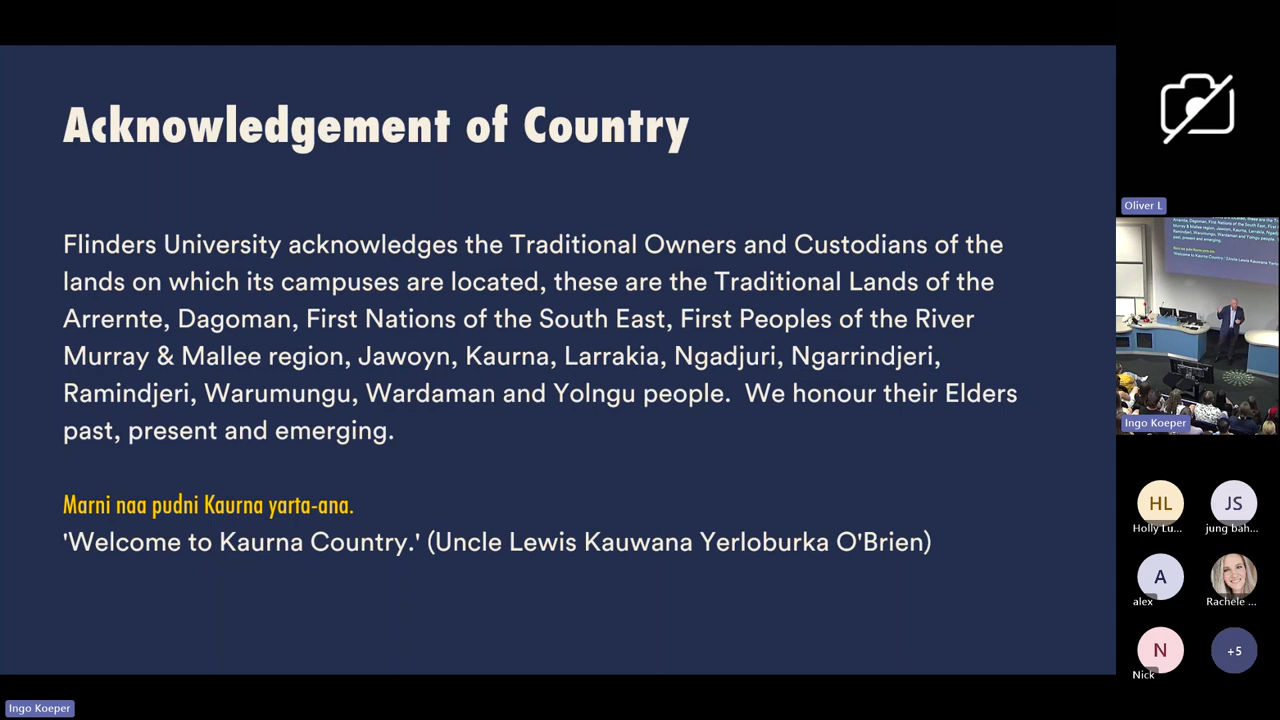 Acknowledgement of Country
Flinders University acknowledges the Traditional Owners and Custodians of the
lands on which its campuses are located, these are the Traditional Lands of the
Arrernte, Dagoman, First Nations of the South East, First Peoples of the River
Murray & Mallee region, Jawoyn, Kaurna, Larrakia, Ngadjuri, Ngarrindjeri,
Ramindjeri, Warumungu, Wardaman and Yolngu people.  We honour their Elders
past, present and emerging.
Marni naa pudni Kaurna yarta-ana.
'Welcome to Kaurna Country.' (Uncle Lewis Kauwana Yerloburka O'Brien)
Ingo Koeper
Oliver L
Ingo Koeper
HL
Holly Lu...
JS
jung bah...
A
alex
Rachele ...
N
Nick
+5